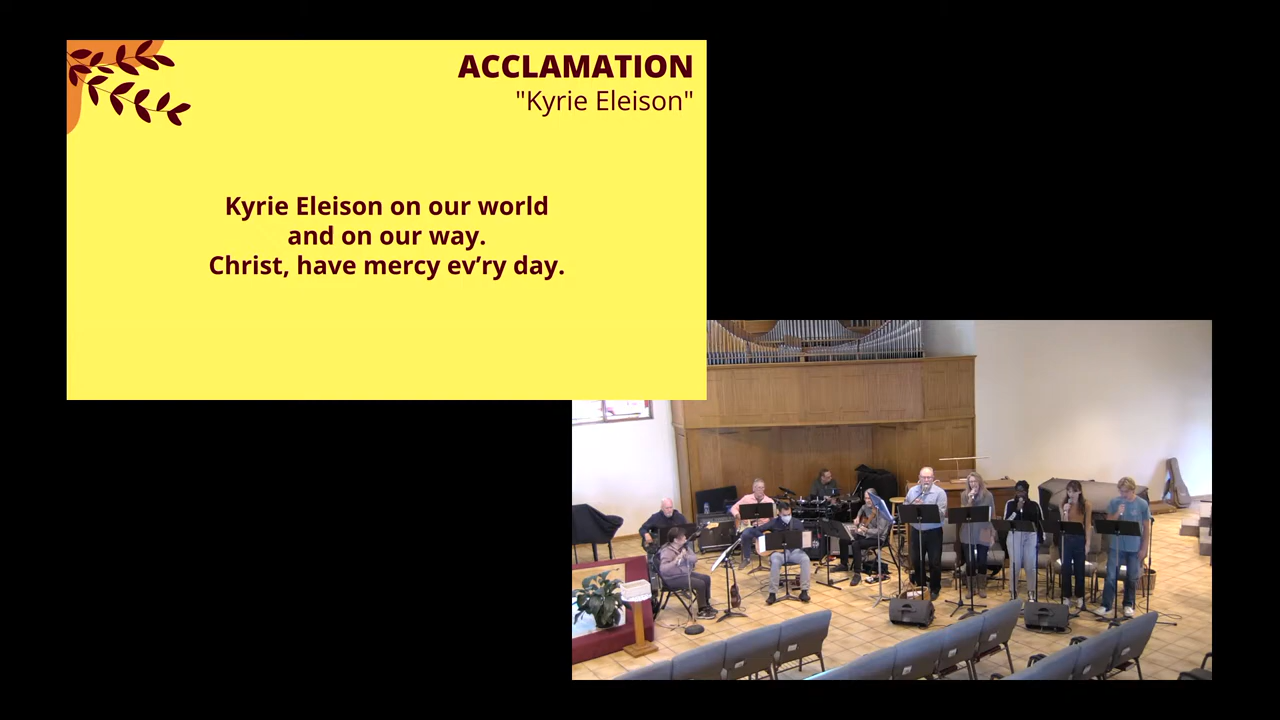 ACCLAMATION
"Kyrie Eleison"
Kyrie Eleison on our world
and on our way.
Christ, have mercy ev’ry day.